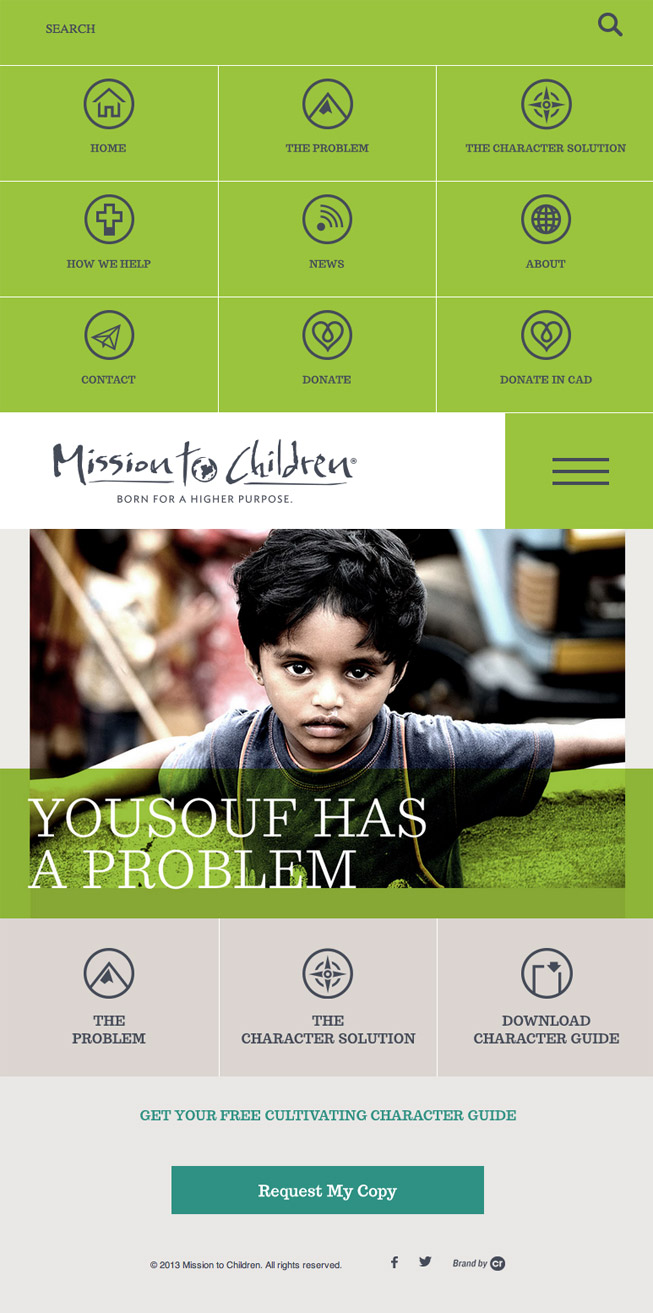 SEARCH
HOME
THE PROBLEM
THE CHARACTER SOLUTION
HOW WE HELP
NEWS
ABOUT
CONTACT
DONATE
DONATE IN CAD
Mission to Children®
BORN FOR A HIGHER PURPOSE.
YOUSOUF HAS
A PROBLEM
THE
PROBLEM
THE
CHARACTER SOLUTION
DOWNLOAD
CHARACTER GUIDE
GET YOUR FREE CULTIVATING CHARACTER GUIDE
Request My Copy
© 2013 Mission to Children. All rights reserved.
Brand by cr